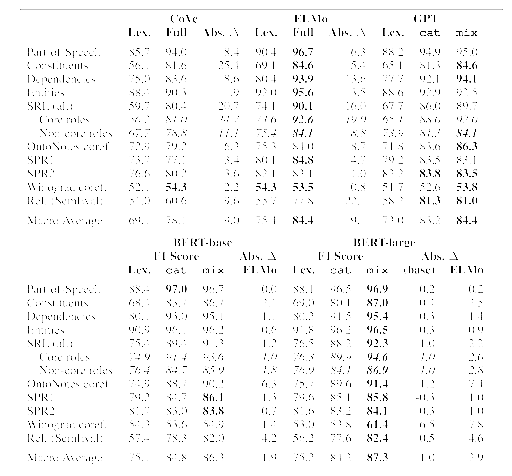 CoVe ELMo GPT
Lex. Full Abs. Δ Lex. Full Abs. Δ Lex. cat mix
Part-of-Speech 85.7 94.0 8.4 90.4 96.7 6.3 88.2 94.9 95.0
Constituents 56.1 81.6 25.4 69.1 84.6 15.4 65.1 81.3 84.6
Dependencies 75.0 83.6 8.6 80.4 93.9 13.6 77.7 92.1 94.1
Entities 88.4 90.3 1.9 92.0 95.6 3.5 88.6 92.9 92.5
SRL (all) 59.7 80.4 20.7 74.1 90.1 16.0 67.7 86.0 89.7
Core roles 56.2 81.0 73.6 92.6 19.0 88.0
Non-core roles 67.7 78.8 11.1 75.4 84.1 8.8 73.9 81.3 84.1
OntoNotes coref. 72.9 79.2 6.3 75.3 84.0 8.7 71.8 83.6 86.3
SPR1 73.7 77.1 3.4 80.1 84.8 4.7 79.2 83.5 83.1
SPR2 76.6 80.2 3.6 82.1 83.1 1.0 82.2 83.8 83.5
Winograd coref. 52.1 54.3 2.2 54.3 53.5 0.8 51.7 52.6 53.8
Rel. (SemEval) 51.0 60.6 9.6 55.7 77.8 58.2 81.3 81.0
Macro Average 69.1 78.1 9.0 75.4 84.4 9.1 73.0 83.2 84.4
BERT-base BERT-large
F1 Score Abs. Δ F1 Score Abs. Δ
Lex. cat mix ELMo Lex. cat mix (base) ELMo
Part-of-Speech 88.4 97.0 96.7 0.0 88.1 96.5 96.9 0.2 0.2
Constituents 68.4 83.7 86.7 69.0 80.1 87.0
Dependencies 80.1 93.0 95.1 80.2 91.5 95.4 0.3 1.4
Entities 90.9 96.1 96.2 0.6 91.8 96.2 96.5 0.3 0.9
SRL (all) 75.4 89.4 91.3 1.2 76.5 88.2 92.3 1.0 2.2
Core roles 74.9 91.4 93.6 1.0 76.3 89.9 94.6 1.0 2.0
Non-core roles 76.4 84.7 85.9 1.8 76.9 84.1 86.9 1.0 2.8
OntoNotes coref. 74.9 88.7 90.2 6.3 75.7 89.6 91.4 1.2 7.4
SPR1 79.2 84.7 86.1 1.3 79.6 85.1 85.8 -0.3 1.0
SPR2 81.7 83.0 83.8 0.7 81.6 83.2 84.1 0.3 1.0
Winograd coref. 54.3 53.6 54.9 1.4 53.0 53.8 61.4 6.5 7.8
Rel. (SemEval) 57.4 78.3 82.0 4.2 56.2 77.6 82.4 0.5 4.6
Macro Average 75.1 84.8 86.3 1.9 75.2 84.2 87.3 1.0 2.9